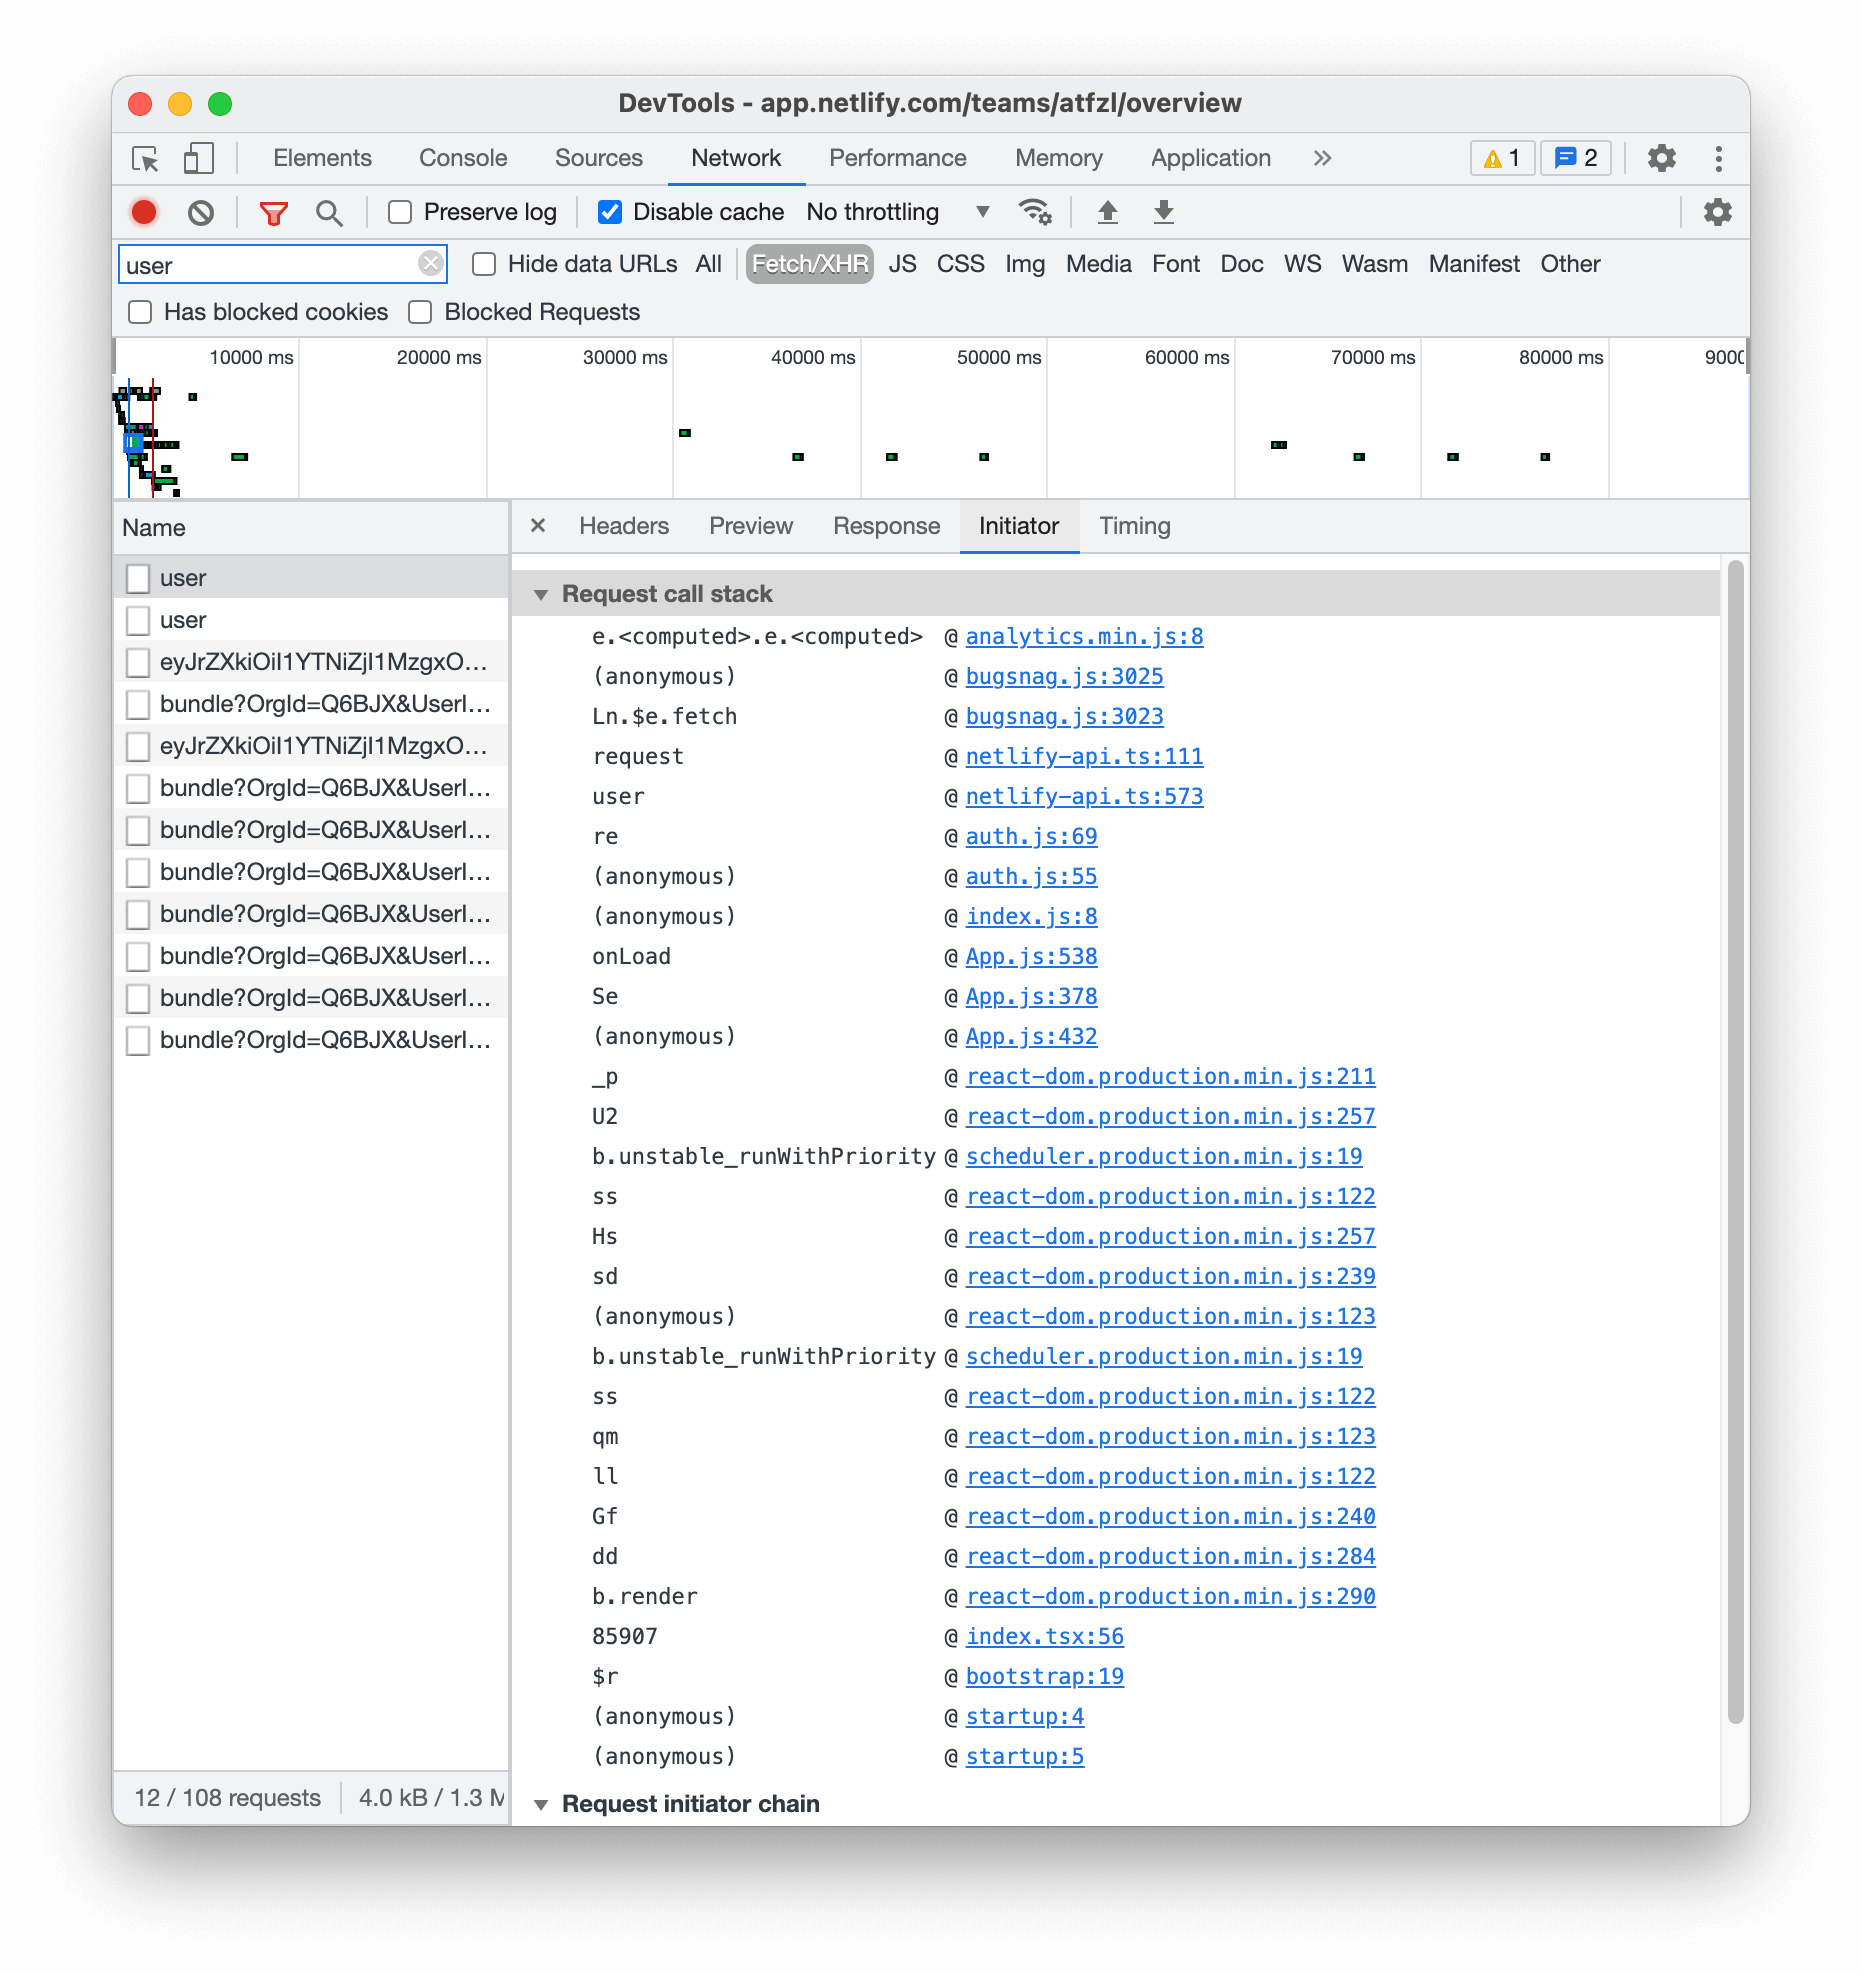 DevTools - app.netlify.com/teams/atfzl/overview
Elements Console Sources Network Performance Memory Application » 1 2
Preserve log Disable cache No throttling
user Hide data URLs All Fetch/XHR JS CSS Img Media Font Doc WS Wasm Manifest Other
Has blocked cookies Blocked Requests
10000 ms 20000 ms 30000 ms 40000 ms 50000 ms 60000 ms 70000 ms 80000 ms 9000
Name
user
user
eyJrZXkiOiI1YTNiZjI1MzgxO...
bundle?OrgId=Q6BJX&UserI...
eyJrZXkiOiI1YTNiZjI1MzgxO...
bundle?OrgId=Q6BJX&UserI...
bundle?OrgId=Q6BJX&UserI...
bundle?OrgId=Q6BJX&UserI...
bundle?OrgId=Q6BJX&UserI...
bundle?OrgId=Q6BJX&UserI...
bundle?OrgId=Q6BJX&UserI...
bundle?OrgId=Q6BJX&UserI...
12 / 108 requests 4.0 kB / 1.3 M
× Headers Preview Response Initiator Timing
Request call stack
e.<computed>.e.<computed> @ analytics.min.js:8
(anonymous) @ bugsnag.js:3025
Ln.$e.fetch @ bugsnag.js:3023
request @ netlify-api.ts:111
user @ netlify-api.ts:573
re @ auth.js:69
(anonymous) @ auth.js:55
(anonymous) @ index.js:8
onLoad @ App.js:538
Se @ App.js:378
(anonymous) @ App.js:432
_p @ react-dom.production.min.js:211
U2 @ react-dom.production.min.js:257
b.unstable_runWithPriority @ scheduler.production.min.js:19
ss @ react-dom.production.min.js:122
Hs @ react-dom.production.min.js:257
sd @ react-dom.production.min.js:239
(anonymous) @ react-dom.production.min.js:123
b.unstable_runWithPriority @ scheduler.production.min.js:19
ss @ react-dom.production.min.js:122
qm @ react-dom.production.min.js:123
ll @ react-dom.production.min.js:122
Gf @ react-dom.production.min.js:240
dd @ react-dom.production.min.js:284
b.render @ react-dom.production.min.js:290
85907 @ index.tsx:56
$r @ bootstrap:19
(anonymous) @ startup:4
(anonymous) @ startup:5
Request initiator chain